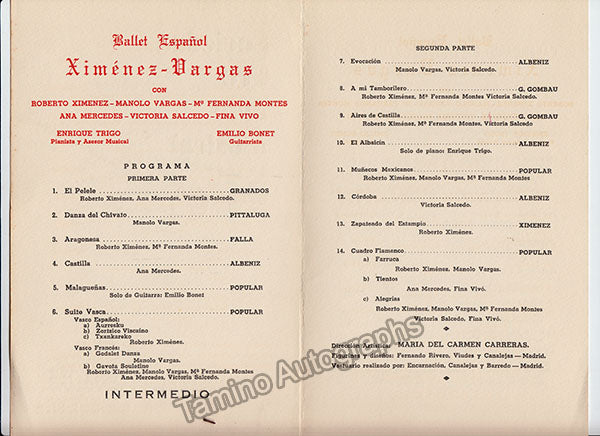 Ballet Español
Ximénez-Vargas
CON
ROBERTO XIMENEZ - MANOLO VARGAS - Mª FERNANDA MONTES
ANA MERCEDES - VICTORIA SALCEDO - FINA VIVO
ENRIQUE TRIGO EMILIO BONET
Pianista y Asesor Musical Guitarrista
PROGRAMA
PRIMERA PARTE
1. El Pelele GRANADOS
Roberto Ximénez, Ana Mercedes, Victoria Salcedo.
2. Danza del Chivato PITTALUGA
Manolo Vargas.
3. Aragonesa FALLA
Roberto Ximénez, Mª Fernanda Montes.
4. Castilla ALBENIZ
Ana Mercedes.
5. Malagueñas POPULAR
Solo de Guitarra: Emilio Bonet
6. Suite Vasca POPULAR
Vasco Español:
a) Aurresku
b) Zortzico Vizcaino
c) Txankareko
Roberto Ximénez.
Vasco Francés:
a) Godalet Danza
Manolo Vargas.
b) Gavota Souletino
Roberto Ximénez, Manolo Vargas, Mª Fernanda Montes
Ana Mercedes, Victoria Salcedo.
INTERMEDIO
SEGUNDA PARTE
7. Evocación ALBENIZ
Manolo Vargas, Victoria Salcedo.
8. A mi Tamborilero G. GOMBAU
Roberto Ximénez, Mª Fernanda Montes Victoria Salcedo.
9. Aires de Castilla G. GOMBAU
Roberto Ximénez, Mª Fernanda Montes, Victoria Salcedo
10. El Albaicin ALBENIZ
Solo de piano: Enrique Trigo.
11. Muñecos Mexicanos POPULAR
Roberto Ximénez, Manolo Vargas, Mª Fernanda Montes
12. Córdoba ALBENIZ
Victoria Salcedo.
13. Zapateado del Estampío XIMENEZ
Roberto Ximénez.
14. Cuadro Flamenco POPULAR
a) Farruca
Roberto Ximénez, Manolo Vargas.
b) Tientos
Ana Mercedes, Fina Vivó.
c) Alegrías
Roberto Ximénez, Manolo Vargas, Mª Fernanda Montes
Victoria Salcedo, Fina Vivó.
Dirección Artística: MARIA DEL CARMEN CARRERAS.
Figurines y diseños: Fernando Rivero, Viudes y Canalejas — Madrid.
Vestuario realizado por: Encarnación, Canalejas y Barredo — Madrid.
Tamino Autographs